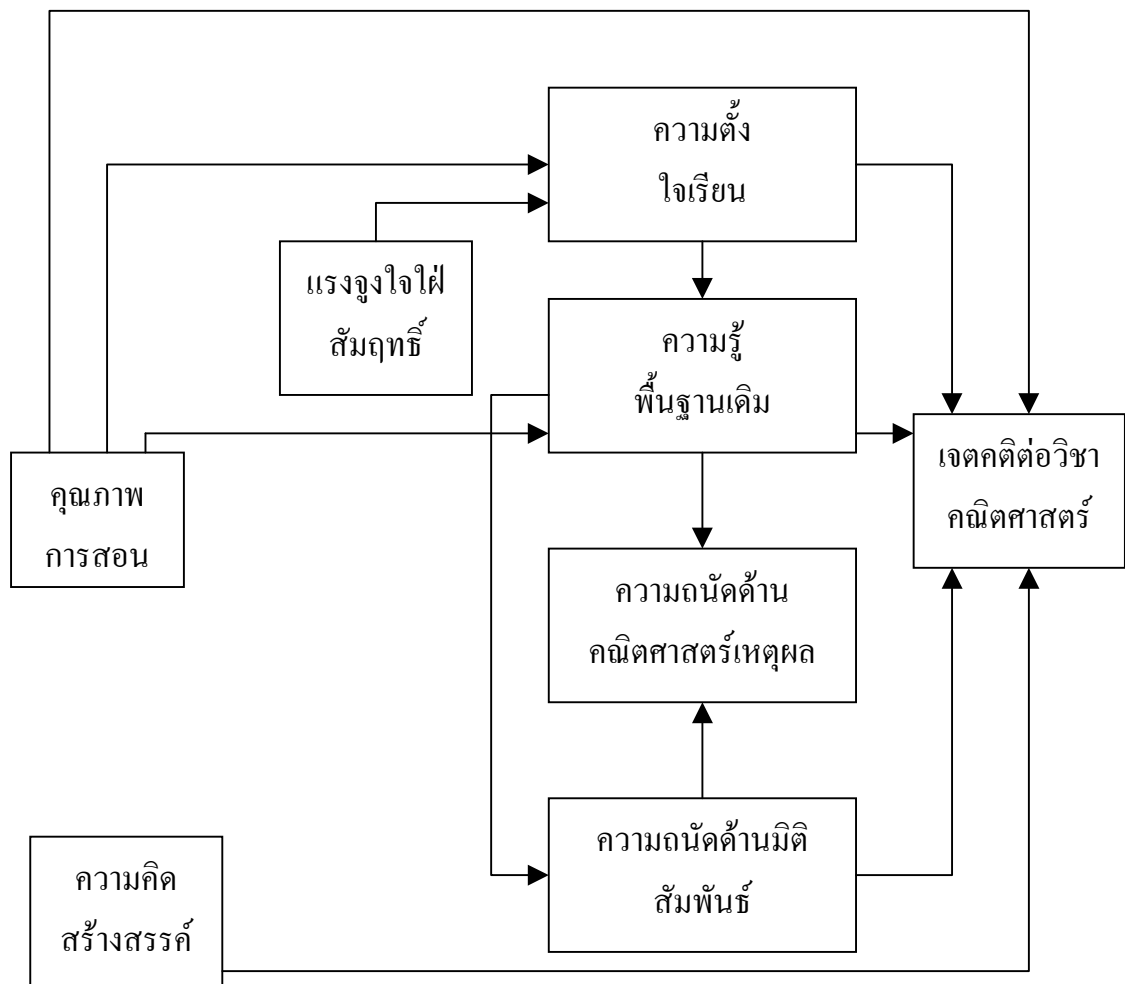 ความตั้ง
ใจเรียน
แรงจูงใจใฝ่
สัมฤทธิ์
ความรู้
พื้นฐานเดิม
คุณภาพ
การสอน
เจตคติต่อวิชา
คณิตศาสตร์
ความถนัดด้าน
คณิตศาสตร์เหตุผล
ความถนัดด้านมิติ
สัมพันธ์
ความคิด
สร้างสรรค์